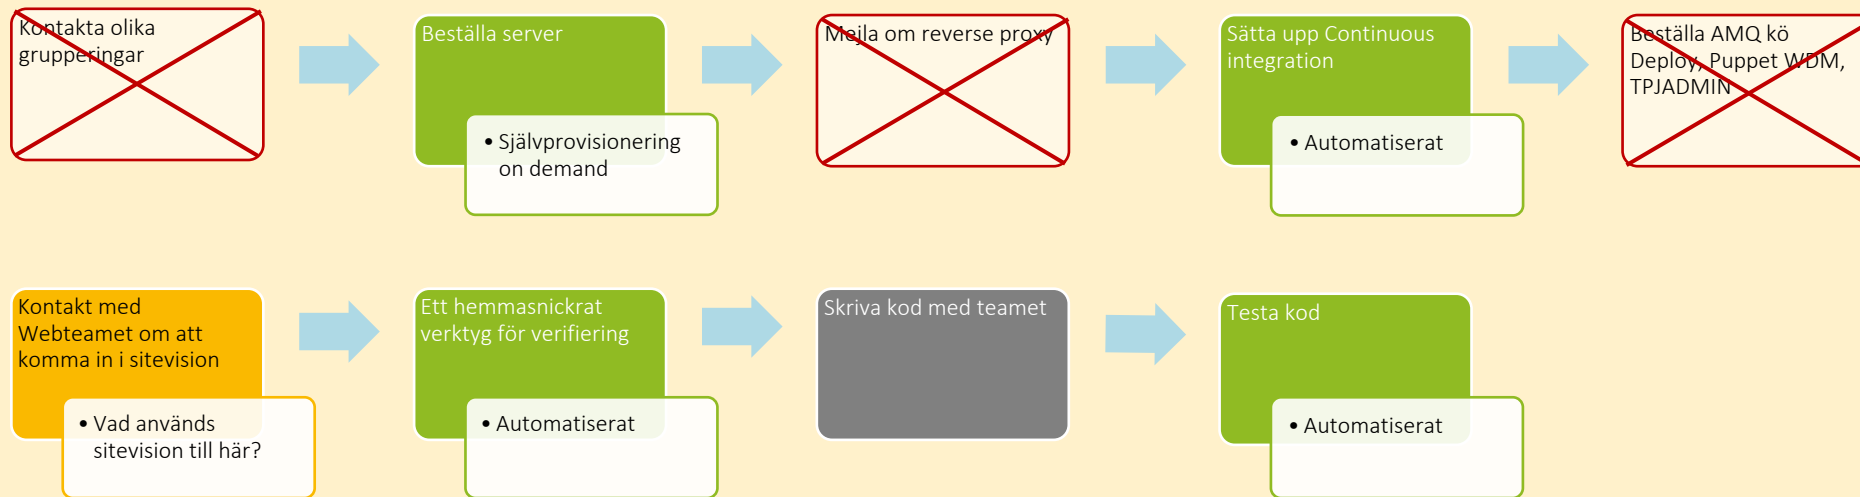 Kontakta olika
grupperingar
Beställa server
• Självprovisionering
on demand
Mejla om reverse proxy
Sätta upp Continuous
integration
• Automatiserat
Beställa AMQ kö
Deploy, Puppet WDM,
TPJADMIN
Kontakt med
Webteamet om att
komma in i sitevision
• Vad används
sitevision till här?
Ett hemmasnickrat
verktyg för verifiering
• Automatiserat
Skriva kod med teamet
Testa kod
• Automatiserat